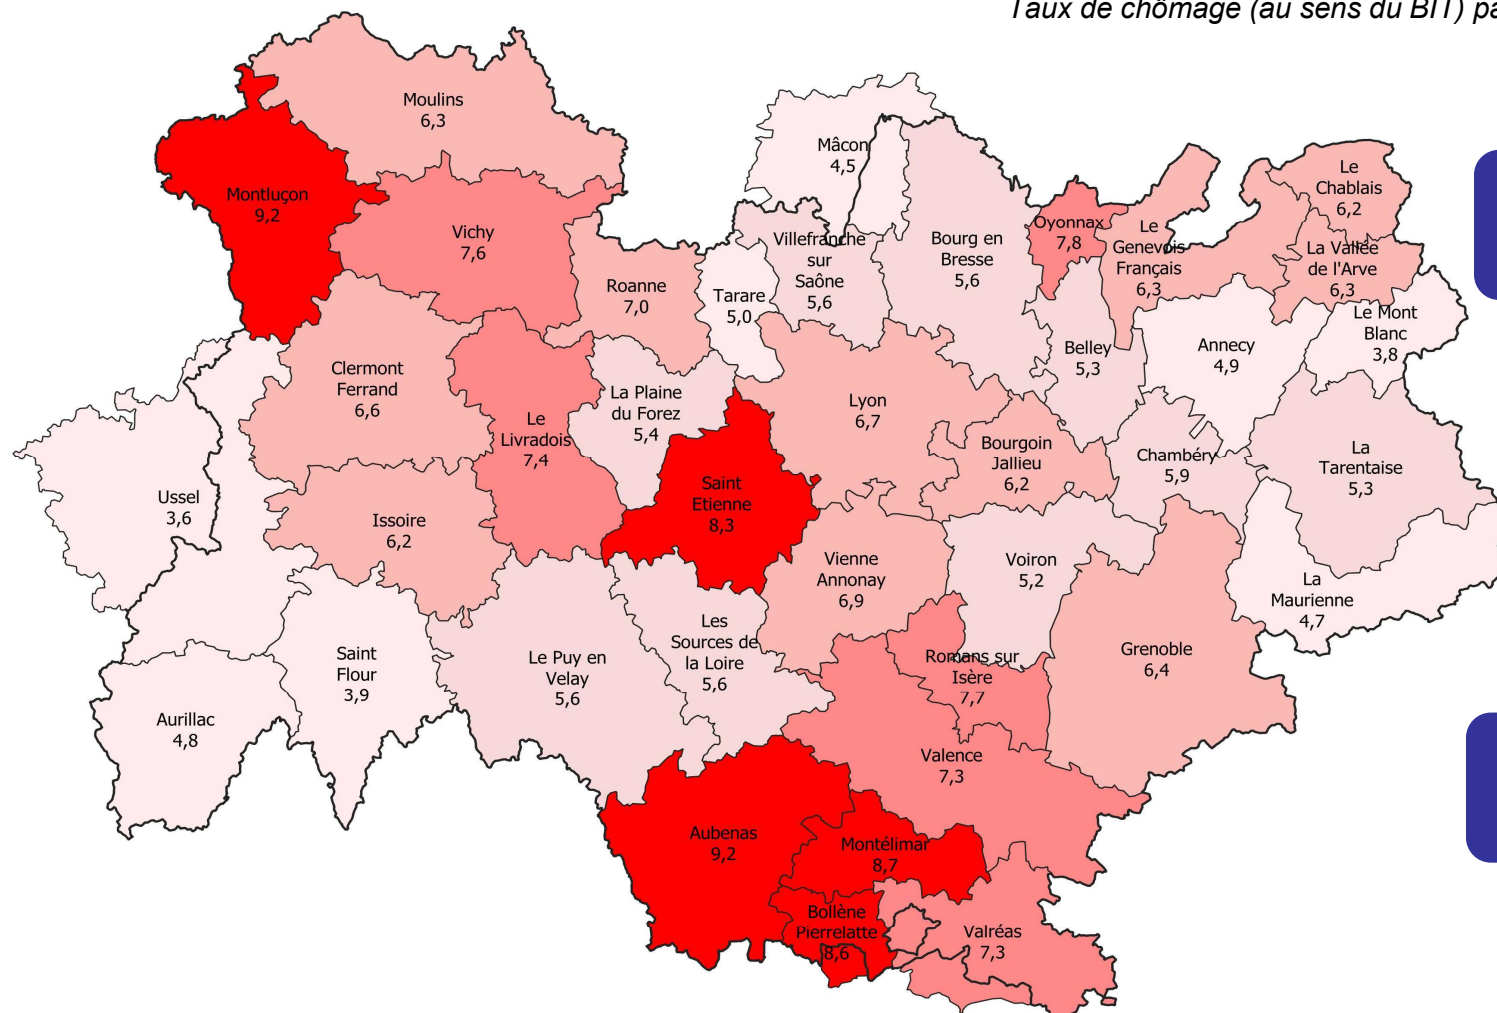 Taux de chômage (au sens du BIT) pa
Moulins
6,3
Montluçon
9,2
Vichy
7,6
Mâcon
4,5
Villefranche
sur
Saône
5,6
Bourg en
Bresse
5,6
Oyonnax
7,8
Le
Genevois
Français
6,3
Le
Chablais
6,2
La Vallée
de l'Arve
6,3
Le Mont
Blanc
3,8
Roanne
7,0
Tarare
5,0
Belley
5,3
Annecy
4,9
Clermont
Ferrand
6,6
Le
Livradois
7,4
La Plaine
du Forez
5,4
Lyon
6,7
Bourgoin
Jallieu
6,2
Chambéry
5,9
La
Tarentaise
5,3
Ussel
3,6
Issoire
6,2
Saint
Etienne
8,3
Vienne
Annonay
6,9
Voiron
5,2
La
Maurienne
4,7
Saint
Flour
3,9
Le Puy en
Velay
5,6
Les
Sources de
la Loire
5,6
Romans sur
Isère
7,7
Grenoble
6,4
Aurillac
4,8
Valence
7,3
Aubenas
9,2
Montélimar
8,7
Bollène
Pierrelatte
8,6
Valréas
7,3